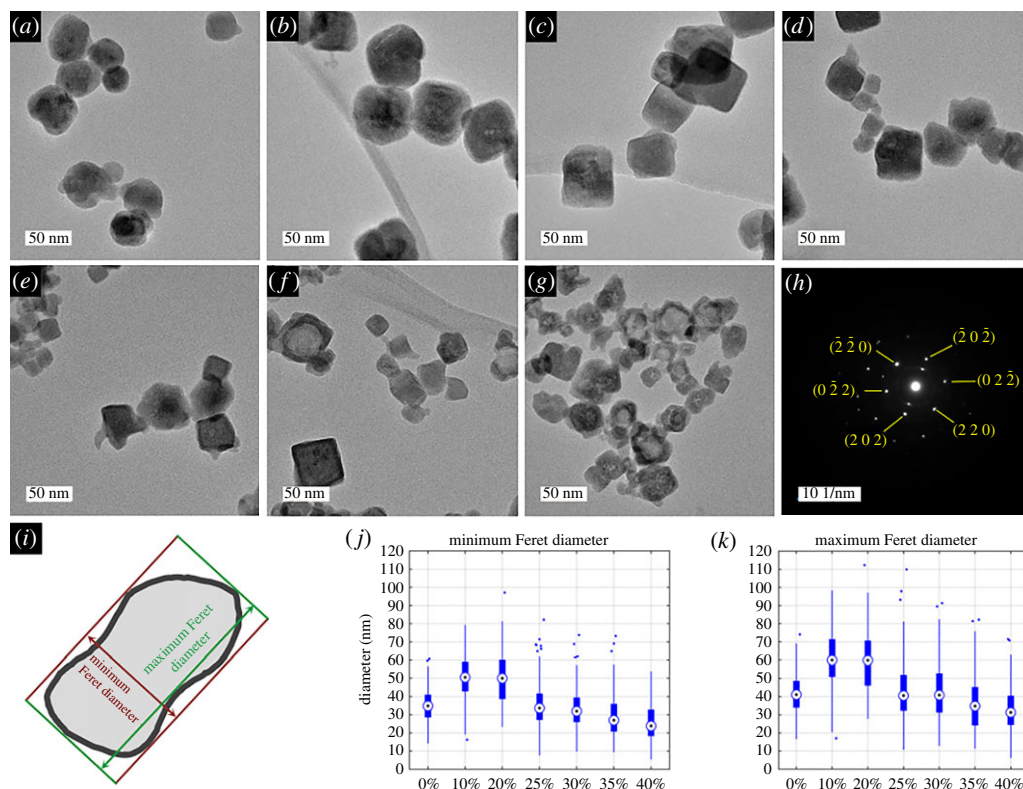 (a)
(b)
(c)
(d)
50 nm
50 nm
50 nm
50 nm
(e)
(f)
(g)
(h)
(2̄ 2̄ 0)
(2̄ 0 2̄)
(0 2̄ 2)
(0 2 2̄)
(2 0 2)
(2 2 0)
50 nm
50 nm
50 nm
10 1/nm
(i)
maximum Feret
diameter
minimum
Feret diameter
(j)
minimum Feret diameter
120
110
100
90
80
70
60
50
40
30
20
10
0
diameter (nm)
0% 10% 20% 25% 30% 35% 40%
(k)
maximum Feret diameter
120
110
100
90
80
70
60
50
40
30
20
10
0
0% 10% 20% 25% 30% 35% 40%